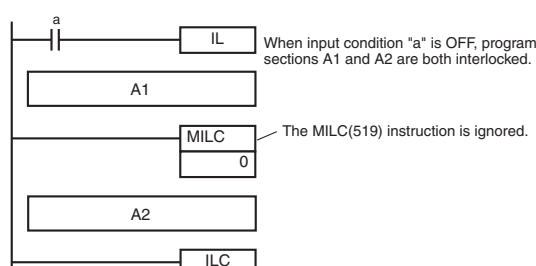 a
IL
When input condition "a" is OFF, program
sections A1 and A2 are both interlocked.
A1
MILC
The MILC(519) instruction is ignored.
0
A2
ILC